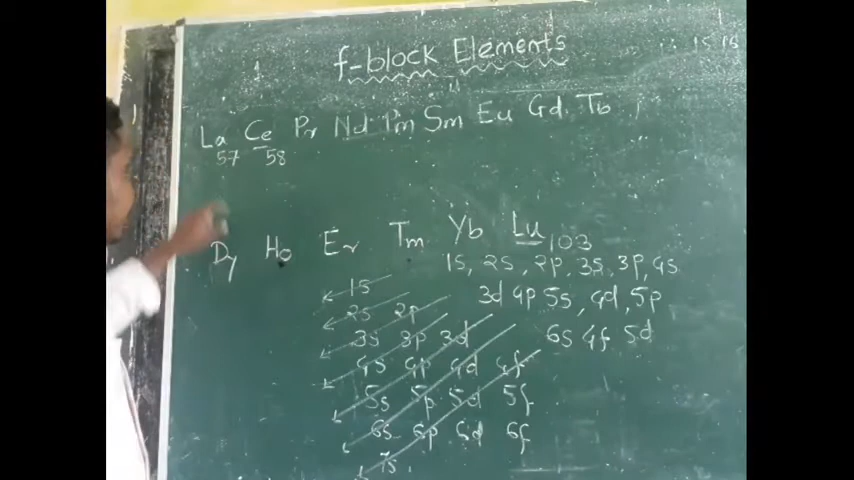 f-block Elements
La Ce Pr Nd Pm Sm Eu Gd Tb
57 58
Dy Ho Er Tm Yb Lu 103
1s, 2s, 2p, 3s, 3p, 4s
3d 4p 5s, 4d, 5p
6s 4f 5d
1s
2s 2p
3s 3p 3d
4s 4p 4d 4f
5s 5p 5d 5f
6s 6p 6d 6f
7s